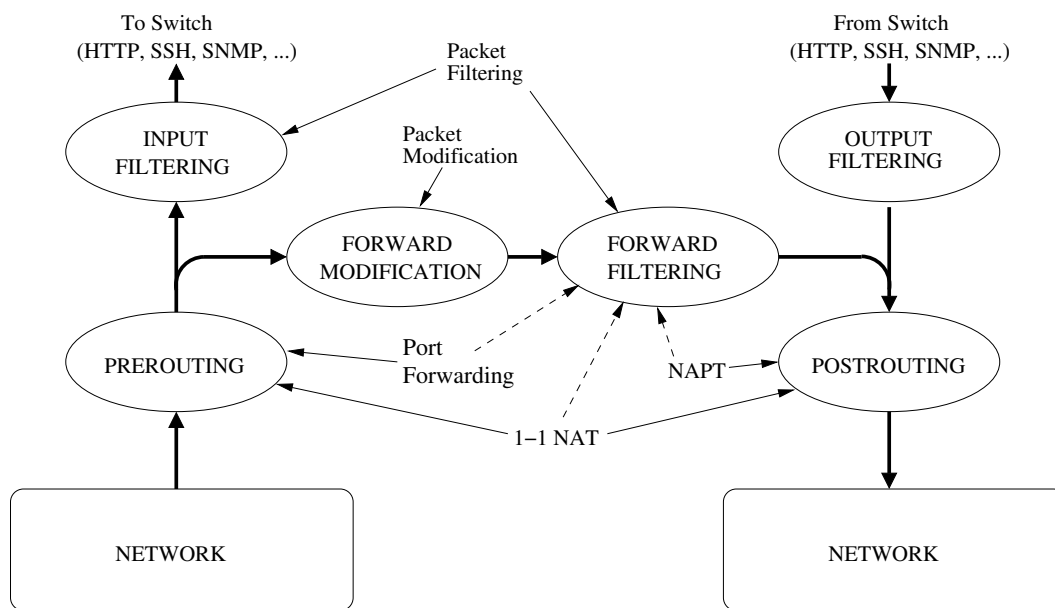 To Switch
(HTTP, SSH, SNMP, ...)
From Switch
(HTTP, SSH, SNMP, ...)
Packet
Filtering
INPUT
FILTERING
Packet
Modification
OUTPUT
FILTERING
FORWARD
MODIFICATION
FORWARD
FILTERING
PREROUTING
Port
Forwarding
NAPT
POSTROUTING
1−1 NAT
NETWORK
NETWORK